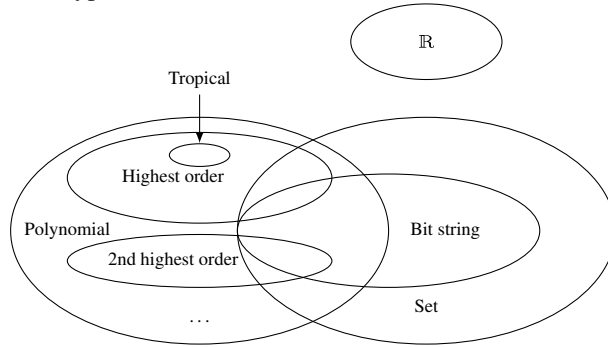 ℝ
Tropical
Highest order
Polynomial
Bit string
2nd highest order
Set
...